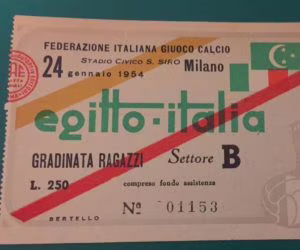 FEDERAZIONE ITALIANA GIUOCO CALCIO
STADIO CIVICO S. SIRO Milano
24 gennaio 1954
egitto-italia
GRADINATA RAGAZZI Settore B
L. 250 compreso fondo assistenza
Nº 01153
BERTELLO